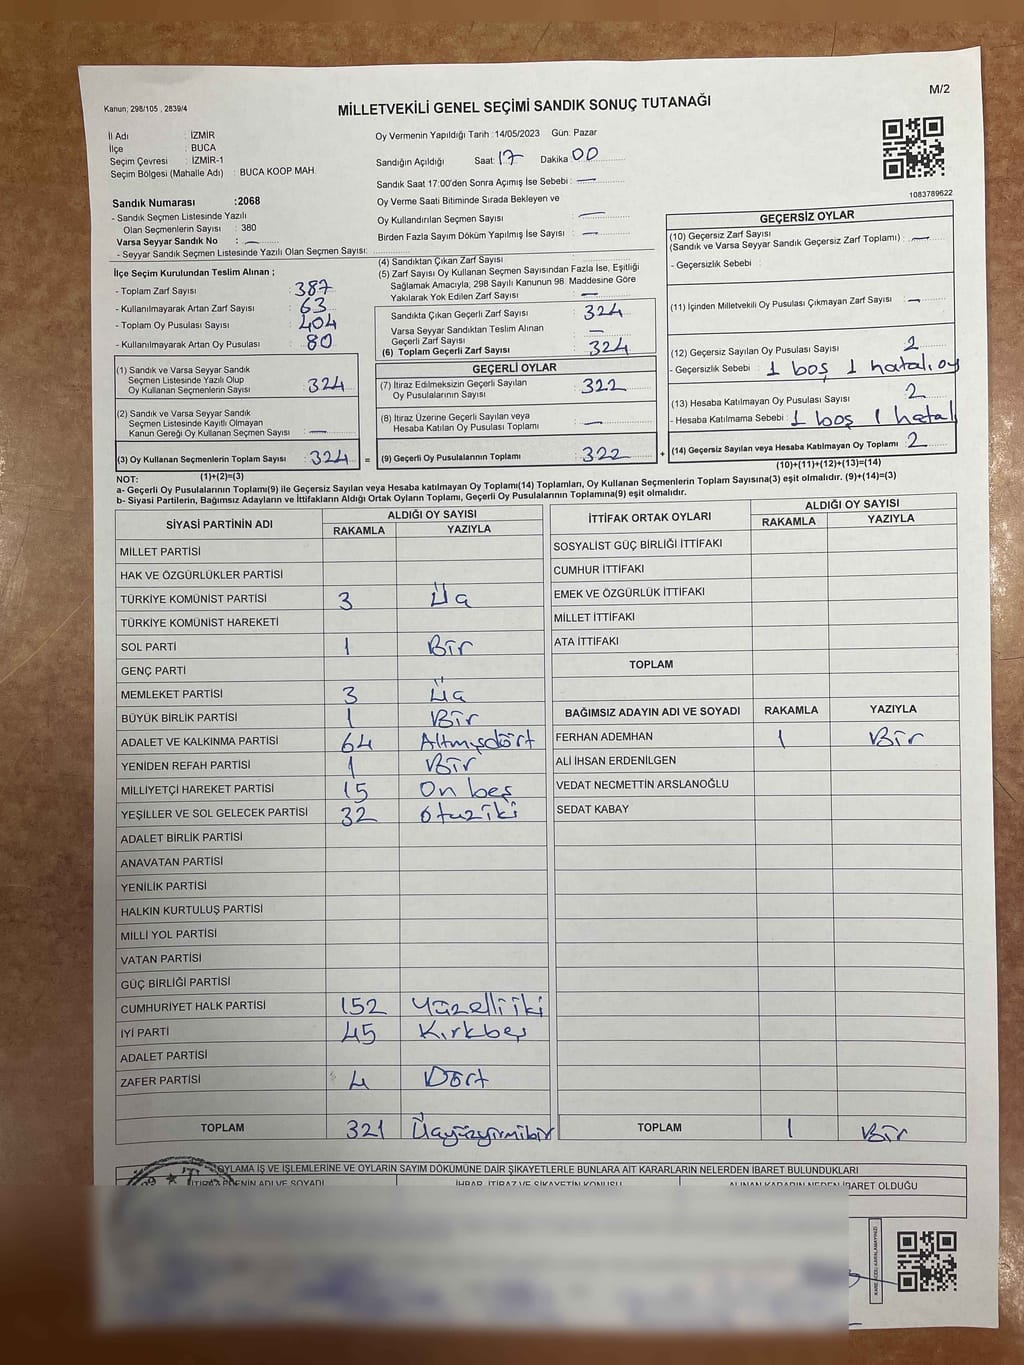 M/2
Kanun; 298/105 , 2839/4
MİLLETVEKİLİ GENEL SEÇİMİ SANDIK SONUÇ TUTANAĞI
İl Adı : İZMİR
İlçe : BUCA
Seçim Çevresi : İZMİR-1
Seçim Bölgesi (Mahalle Adı) : BUCA KOOP MAH.
Sandık Numarası :2068
- Sandık Seçmen Listesinde Yazılı
Olan Seçmenlerin Sayısı : 380
Varsa Seyyar Sandık No : —
- Seyyar Sandık Seçmen Listesinde Yazılı Olan Seçmen Sayısı:
Oy Vermenin Yapıldığı Tarih :14/05/2023 Gün: Pazar
Sandığın Açıldığı Saat: 17 Dakika 00
Sandık Saat 17:00'den Sonra Açımış İse Sebebi : —
Oy Verme Saati Bitiminde Sırada Bekleyen ve
Oy Kullandırılan Seçmen Sayısı : —
Birden Fazla Sayım Döküm Yapılmış İse Sayısı : —
1083789622
İlçe Seçim Kurulundan Teslim Alınan ;
- Toplam Zarf Sayısı : 387
- Kullanılmayarak Artan Zarf Sayısı : 63
- Toplam Oy Pusulası Sayısı : 404
- Kullanılmayarak Artan Oy Pusulası : 80
(1) Sandık ve Varsa Seyyar Sandık
Seçmen Listesinde Yazılı Olup
Oy Kullanan Seçmenlerin Sayısı : 324
(2) Sandık ve Varsa Seyyar Sandık
Seçmen Listesinde Kayıtlı Olmayan
Kanun Gereği Oy Kullanan Seçmen Sayısı : —
(3) Oy Kullanan Seçmenlerin Toplam Sayısı : 324 =
(1)+(2)=(3)
(4) Sandıktan Çıkan Zarf Sayısı :
(5) Zarf Sayısı Oy Kullanan Seçmen Sayısından Fazla İse, Eşitliği
Sağlamak Amacıyla; 298 Sayılı Kanunun 98. Maddesine Göre
Yakılarak Yok Edilen Zarf Sayısı : —
Sandıkta Çıkan Geçerli Zarf Sayısı : 324
Varsa Seyyar Sandıktan Teslim Alınan
Geçerli Zarf Sayısı : —
(6) Toplam Geçerli Zarf Sayısı : 324
GEÇERLİ OYLAR
(7) İtiraz Edilmeksizin Geçerli Sayılan
Oy Pusulalarının Sayısı : 322
(8) İtiraz Üzerine Geçerli Sayılan veya
Hesaba Katılan Oy Pusulası Toplamı : —
(9) Geçerli Oy Pusulalarının Toplamı : 322 +
GEÇERSİZ OYLAR
(10) Geçersiz Zarf Sayısı
(Sandık ve Varsa Seyyar Sandık Geçersiz Zarf Toplamı) : —
- Geçersizlik Sebebi :
(11) İçinden Milletvekili Oy Pusulası Çıkmayan Zarf Sayısı : —
(12) Geçersiz Sayılan Oy Pusulası Sayısı : 2
- Geçersizlik Sebebi : 1 boş 1 hatalı oy
(13) Hesaba Katılmayan Oy Pusulası Sayısı : 2
- Hesaba Katılmama Sebebi : 1 boş 1 hatal
(14) Geçersiz Sayılan veya Hesaba Katılmayan Oy Toplamı : 2
(10)+(11)+(12)+(13)=(14)
NOT:
a- Geçerli Oy Pusulalarının Toplamı(9) ile Geçersiz Sayılan veya Hesaba katılmayan Oy Toplamı(14) Toplamları, Oy Kullanan Seçmenlerin Toplam Sayısına(3) eşit olmalıdır. (9)+(14)=(3)
b- Siyasi Partilerin, Bağımsız Adayların ve İttifakların Aldığı Ortak Oyların Toplamı, Geçerli Oy Pusulalarının Toplamına(9) eşit olmalıdır.
SİYASİ PARTİNİN ADI ALDIĞI OY SAYISI
RAKAMLA YAZIYLA
MİLLET PARTİSİ
HAK VE ÖZGÜRLÜKLER PARTİSİ
TÜRKİYE KOMÜNİST PARTİSİ 3 Üç
TÜRKİYE KOMÜNİST HAREKETİ
SOL PARTİ 1 Bir
GENÇ PARTİ
MEMLEKET PARTİSİ 3 Üç
BÜYÜK BİRLİK PARTİSİ 1 Bir
ADALET VE KALKINMA PARTİSİ 64 Altmışdört
YENİDEN REFAH PARTİSİ 1 Bir
MİLLİYETÇİ HAREKET PARTİSİ 15 On beş
YEŞİLLER VE SOL GELECEK PARTİSİ 32 otuziki
ADALET BİRLİK PARTİSİ
ANAVATAN PARTİSİ
YENİLİK PARTİSİ
HALKIN KURTULUŞ PARTİSİ
MİLLİ YOL PARTİSİ
VATAN PARTİSİ
GÜÇ BİRLİĞİ PARTİSİ
CUMHURİYET HALK PARTİSİ 152 Yüzelliiki
İYİ PARTİ 45 Kırkbeş
ADALET PARTİSİ
ZAFER PARTİSİ 4 Dört
TOPLAM 321 Üçyüzyirmibir
İTTİFAK ORTAK OYLARI ALDIĞI OY SAYISI
RAKAMLA YAZIYLA
SOSYALİST GÜÇ BİRLİĞİ İTTİFAKI
CUMHUR İTTİFAKI
EMEK VE ÖZGÜRLÜK İTTİFAKI
MİLLET İTTİFAKI
ATA İTTİFAKI
TOPLAM
BAĞIMSIZ ADAYIN ADI VE SOYADI RAKAMLA YAZIYLA
FERHAN ADEMHAN 1 Bir
ALİ İHSAN ERDENİLGEN
VEDAT NECMETTİN ARSLANOĞLU
SEDAT KABAY
TOPLAM 1 Bir
OYLAMA İŞ VE İŞLEMLERİNE VE OYLARIN SAYIM DÖKÜMÜNE DAİR ŞİKAYETLERLE BUNLARA AİT KARARLARIN NELERDEN İBARET BULUNDUKLARI
İTİRAZ EDENİN ADI VE SOYADI İHBAR, İTİRAZ VE ŞİKAYETİN KONUSU ALINAN KARARIN NEDEN İBARET OLDUĞU